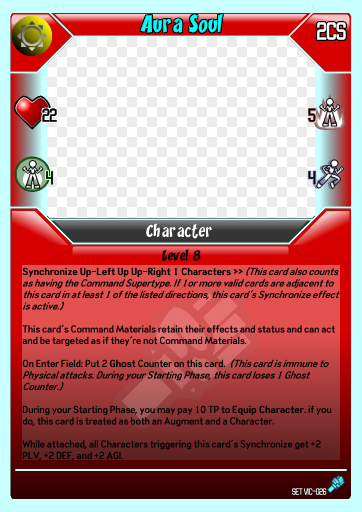 Aura Soul
2CS
22
5
4
4
Character
Level 8
Synchronize Up-Left Up Up-Right 1 Characters >> (This card also counts
as having the Command Supertype. If 1 or more valid cards are adjacent to
this card in at least 1 of the listed directions, this card's Synchronize effect
is active.)
This card's Command Materials retain their effects and status and can act
and be targeted as if they're not Command Materials.
On Enter Field: Put 2 Ghost Counter on this card. (This card is immune to
Physical attacks. During your Starting Phase, this card loses 1 Ghost
Counter.)
During your Starting Phase, you may pay 10 TP to Equip Character. if you
do, this card is treated as both an Augment and a Character.
While attached, all Characters triggering this card's Synchronize get +2
PLV, +2 DEF, and +2 AGI.
SET VIC-026